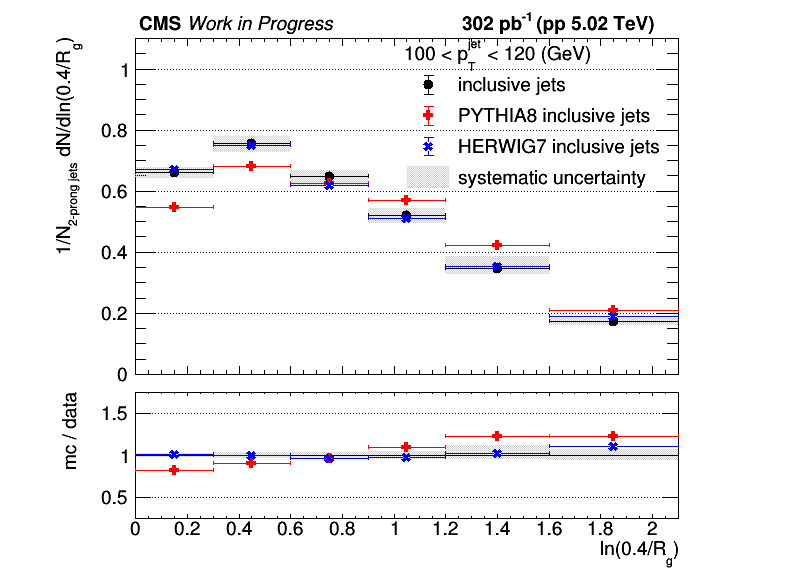 CMS Work in Progress 302 pb-1 (pp 5.02 TeV)
100 < pTjet < 120 (GeV)
inclusive jets
PYTHIA8 inclusive jets
HERWIG7 inclusive jets
systematic uncertainty
1/N2-prong jets dN/dln(0.4/Rg)
1
0.8
0.6
0.4
0.2
0
mc / data
1.5
1
0.5
0 0.2 0.4 0.6 0.8 1 1.2 1.4 1.6 1.8 2
ln(0.4/Rg)